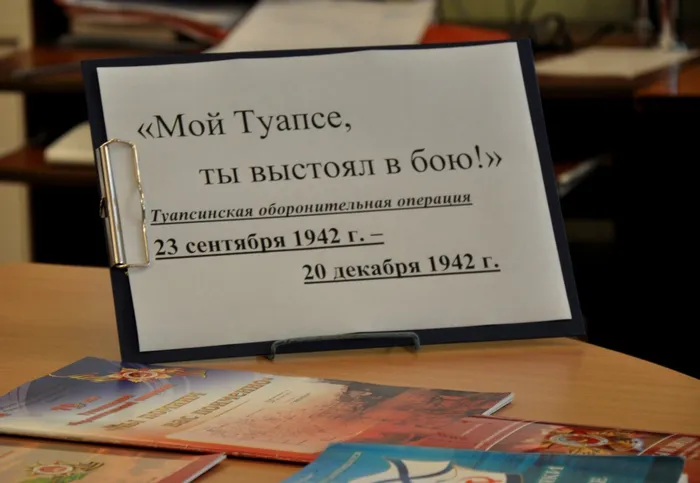 «Мой Туапсе,
ты выстоял в бою!»
Туапсинская оборонительная операция
23 сентября 1942 г. –
20 декабря 1942 г.